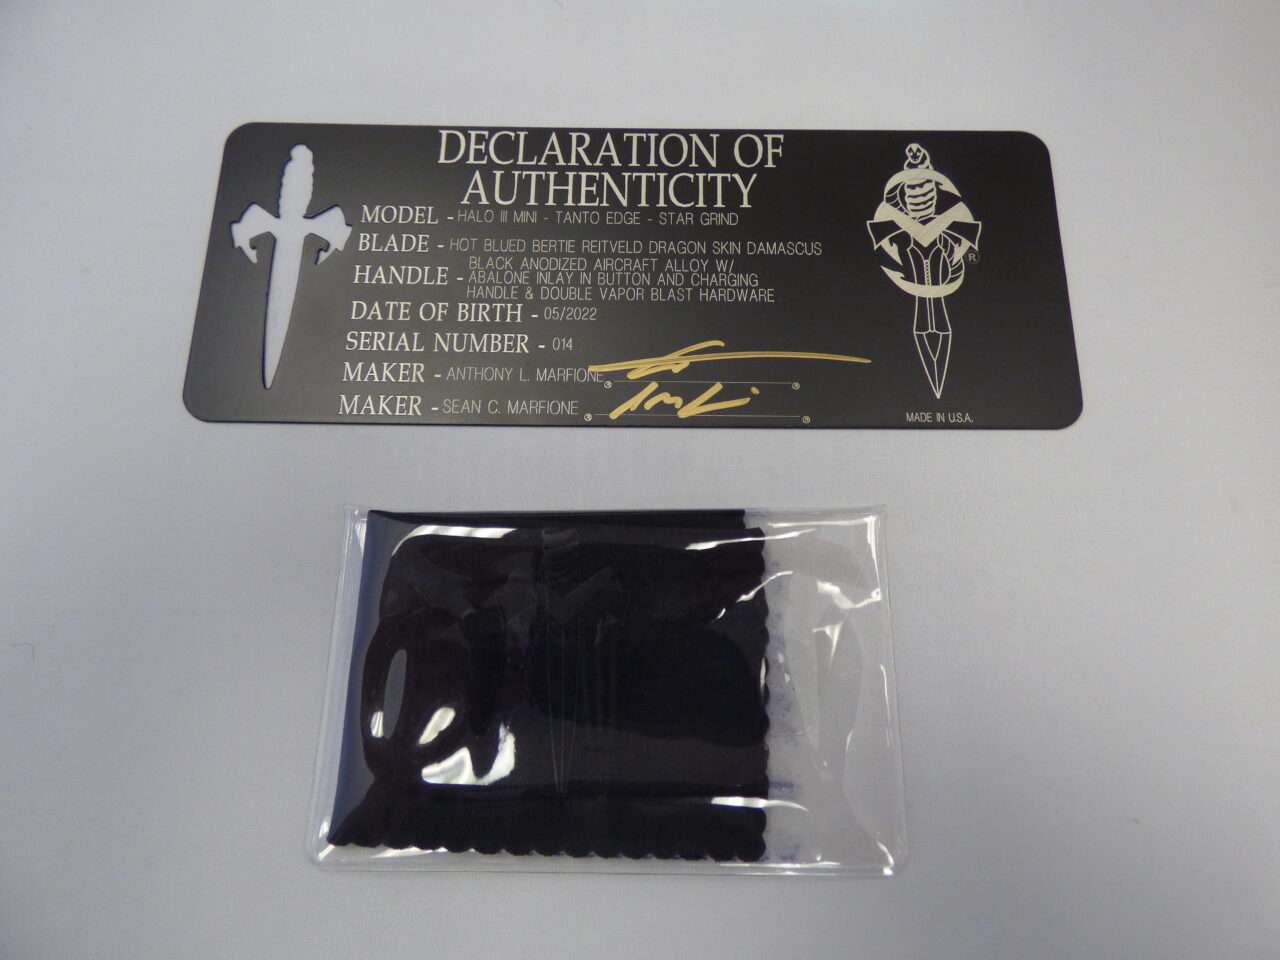 DECLARATION OF
AUTHENTICITY
MODEL - HALO III MINI - TANTO EDGE - STAR GRIND
BLADE - HOT BLUED BERTIE REITVELD DRAGON SKIN DAMASCUS
HANDLE - BLACK ANODIZED AIRCRAFT ALLOY W/
ABALONE INLAY IN BUTTON AND CHARGING
HANDLE & DOUBLE VAPOR BLAST HARDWARE
DATE OF BIRTH - 05/2022
SERIAL NUMBER - 014
MAKER - ANTHONY L. MARFIONE
MAKER - SEAN C. MARFIONE
®
MADE IN U.S.A.